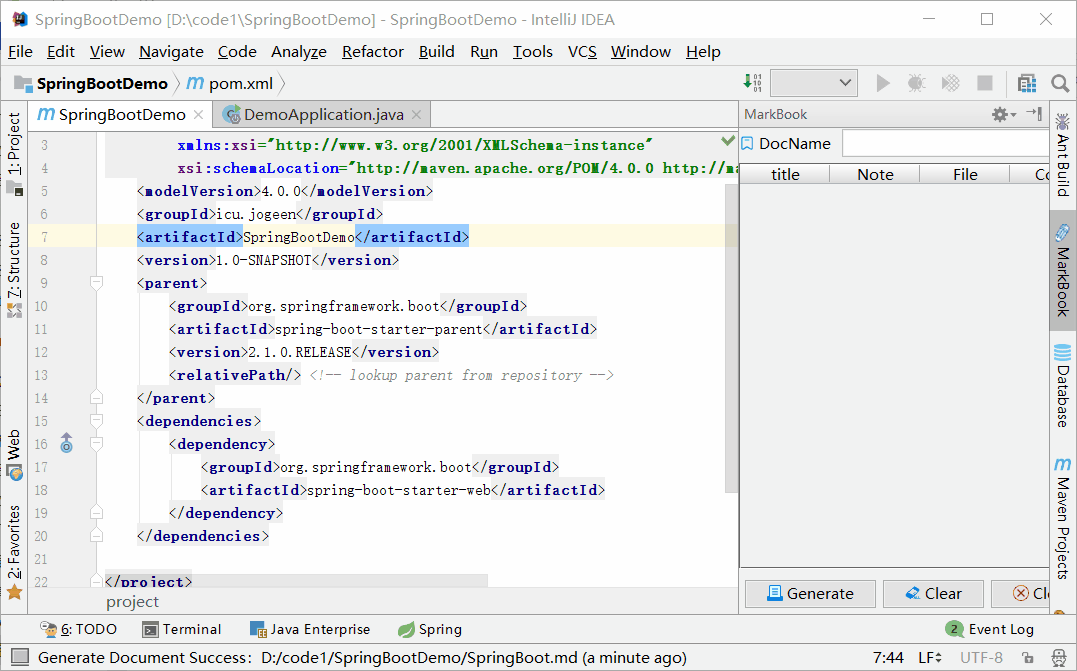 SpringBootDemo [D:\code1\SpringBootDemo] - SpringBootDemo - IntelliJ IDEA
File Edit View Navigate Code Analyze Refactor Build Run Tools VCS Window Help
SpringBootDemo pom.xml
SpringBootDemo DemoApplication.java
MarkBook
DocName
title Note File Co
1: Project
Z: Structure
Web
2: Favorites
3 xmlns:xsi="http://www.w3.org/2001/XMLSchema-instance"
4 xsi:schemaLocation="http://maven.apache.org/POM/4.0.0 http://ma
5 <modelVersion>4.0.0</modelVersion>
6 <groupId>icu.jogeen</groupId>
7 <artifactId>SpringBootDemo</artifactId>
8 <version>1.0-SNAPSHOT</version>
9 <parent>
10 <groupId>org.springframework.boot</groupId>
11 <artifactId>spring-boot-starter-parent</artifactId>
12 <version>2.1.0.RELEASE</version>
13 <relativePath/> <!-- lookup parent from repository -->
14 </parent>
15 <dependencies>
16 <dependency>
17 <groupId>org.springframework.boot</groupId>
18 <artifactId>spring-boot-starter-web</artifactId>
19 </dependency>
20 </dependencies>
21
22 </project>
project
Generate Clear Cl
Ant Build
MarkBook
Database
Maven Projects
6: TODO Terminal Java Enterprise Spring 2 Event Log
Generate Document Success: D:/code1/SpringBootDemo/SpringBoot.md (a minute ago) 7:44 LF UTF-8